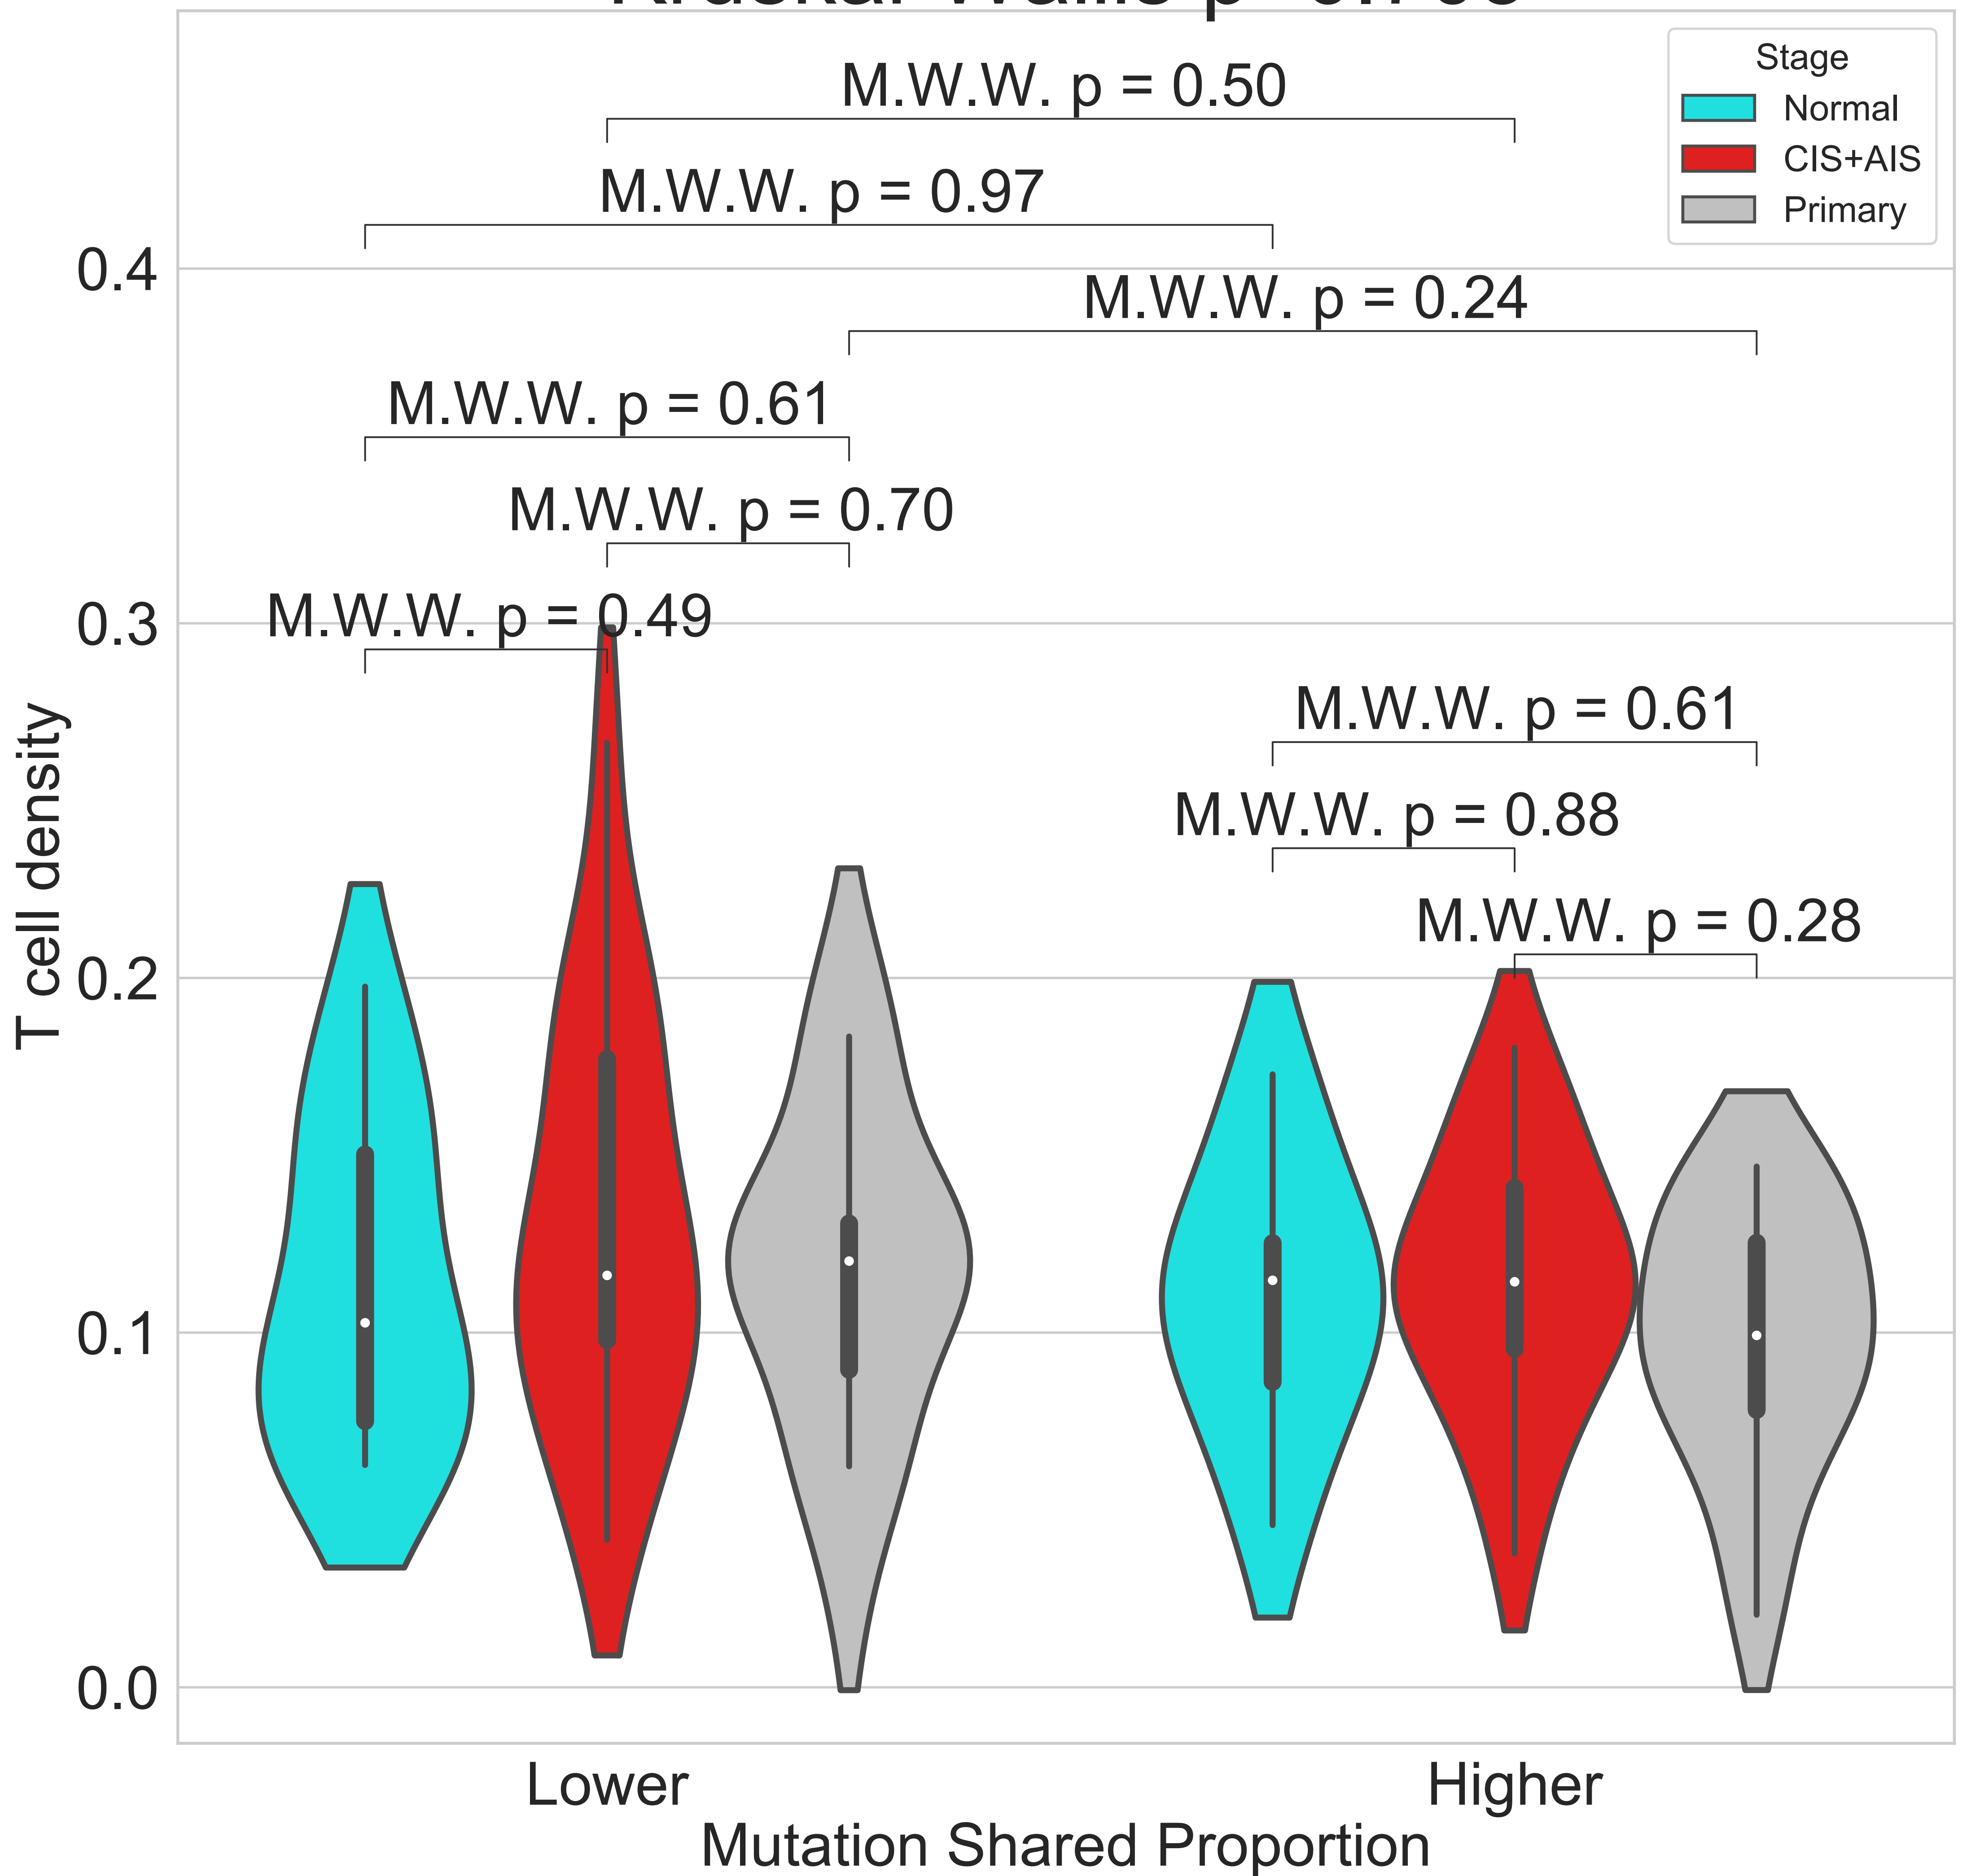 M.W.W. p = 0.50
Stage
Normal
CIS+AIS
Primary
M.W.W. p = 0.97
0.4
M.W.W. p = 0.24
M.W.W. p = 0.61
M.W.W. p = 0.70
0.3
M.W.W. p = 0.49
M.W.W. p = 0.61
M.W.W. p = 0.88
M.W.W. p = 0.28
T cell density
0.2
0.1
0.0
Lower
Higher
Mutation Shared Proportion